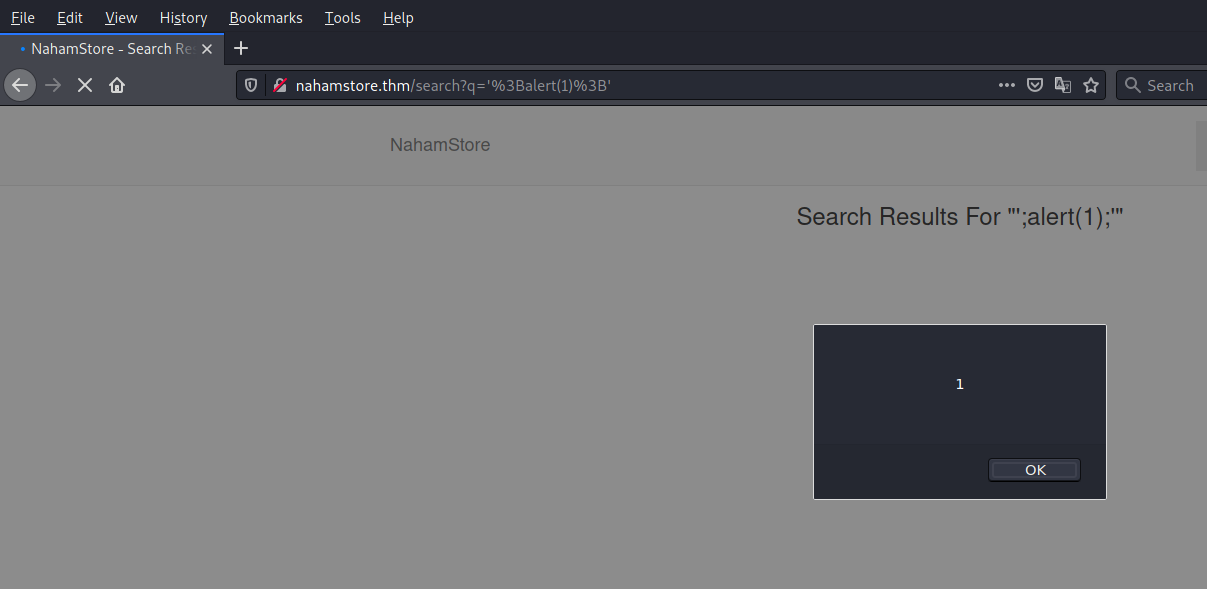 File Edit View History Bookmarks Tools Help
NahamStore - Search Re
nahamstore.thm/search?q='%3Balert(1)%3B' Search
NahamStore
Search Results For "';alert(1);'"
1
OK